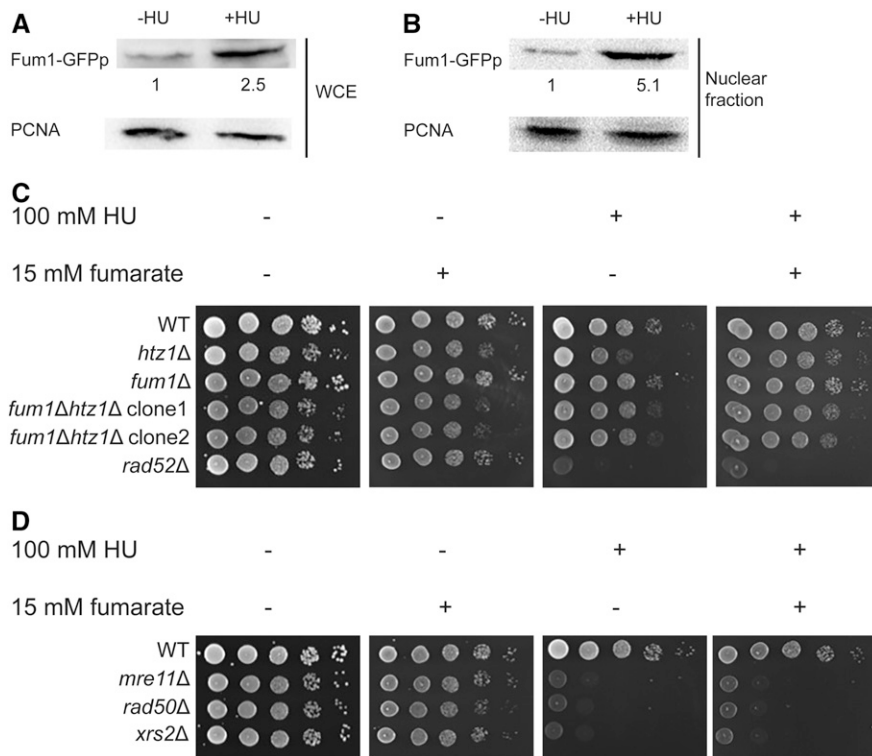 A
-HU +HU
Fum1-GFPp
1 2.5
WCE
PCNA
B
-HU +HU
Fum1-GFPp
1 5.1
Nuclear
fraction
PCNA
C
100 mM HU - - + +
15 mM fumarate - + - +
WT
htz1Δ
fum1Δ
fum1Δhtz1Δ clone1
fum1Δhtz1Δ clone2
rad52Δ
D
100 mM HU - - + +
15 mM fumarate - + - +
WT
mre11Δ
rad50Δ
xrs2Δ